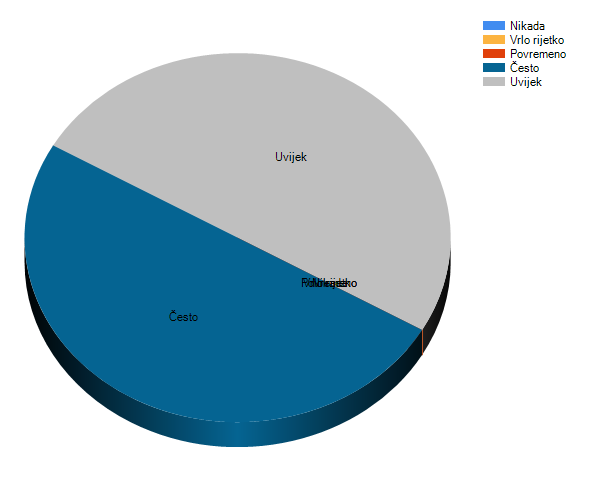 Nikada
Vrlo rijetko
Povremeno
Često
Uvijek
Uvijek
Često